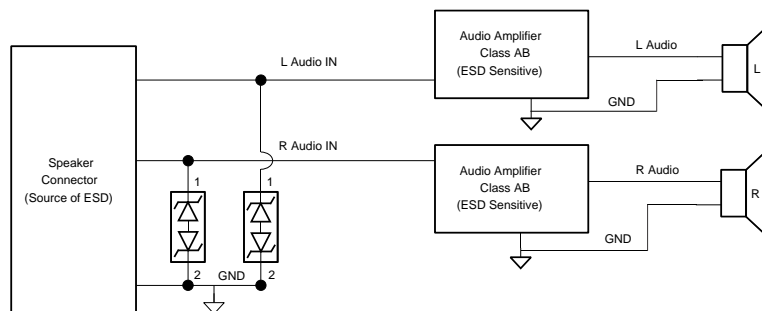 Audio Amplifier
Class AB
(ESD Sensitive)
L Audio
L Audio IN
L
GND
Speaker
Connector
(Source of ESD)
R Audio IN
Audio Amplifier
Class AB
(ESD Sensitive)
R Audio
R
GND
1
1
2
GND
2